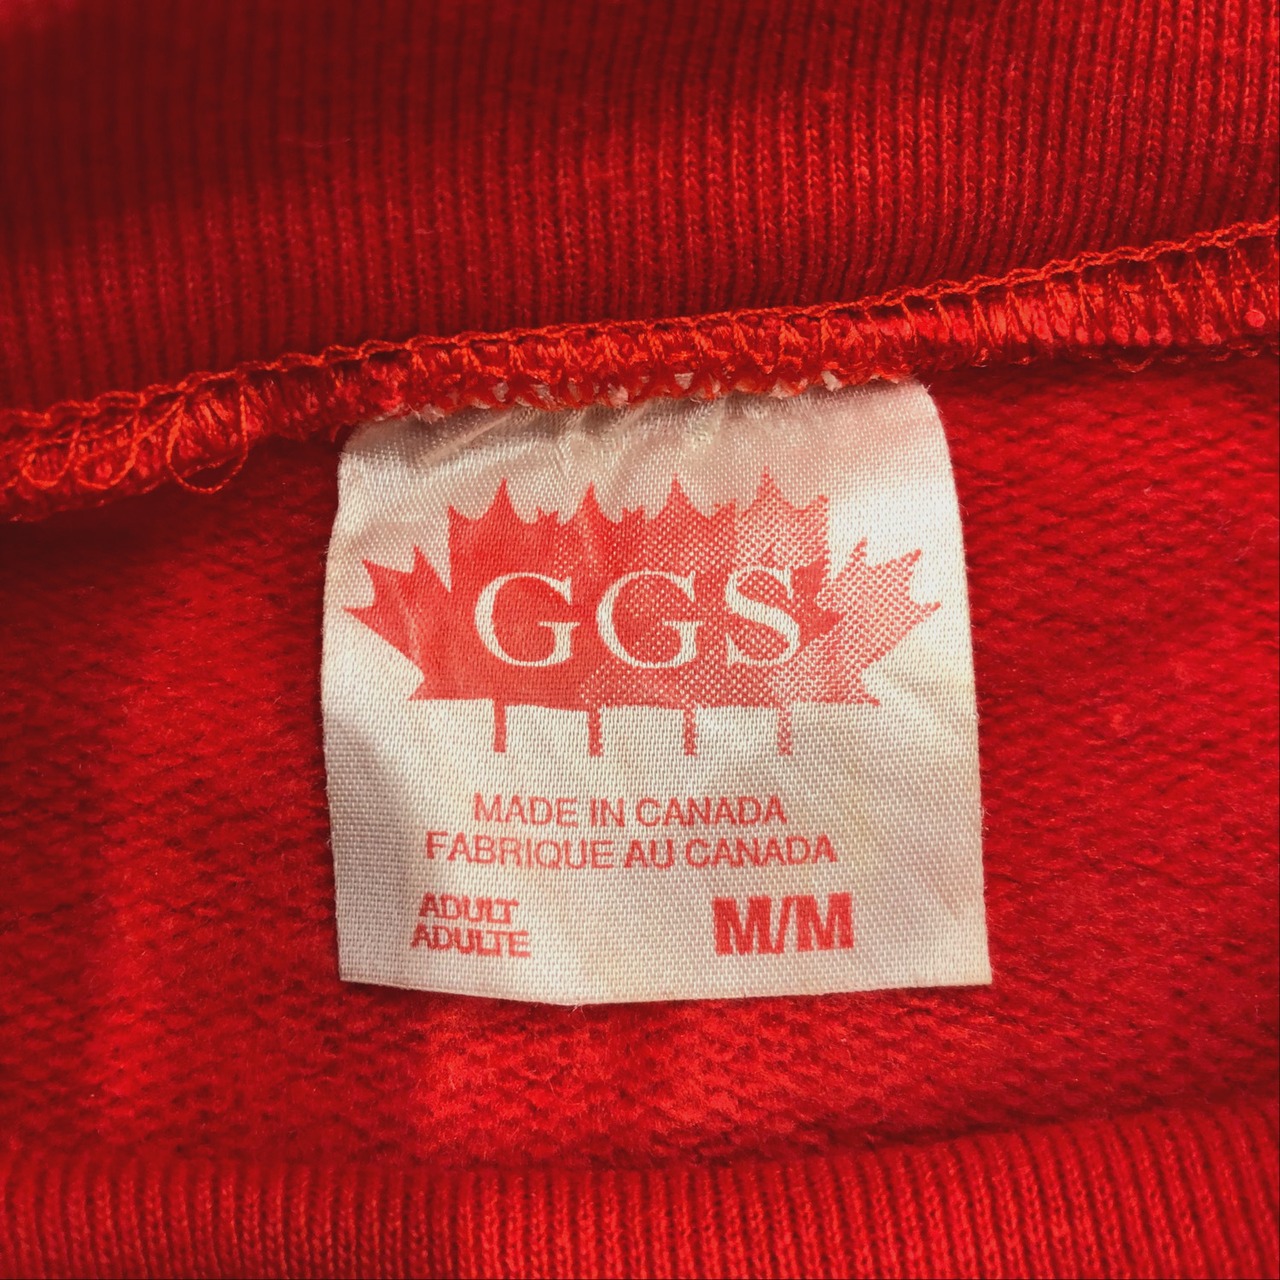 GGS
MADE IN CANADA
FABRIQUE AU CANADA
ADULT
ADULTE
M/M